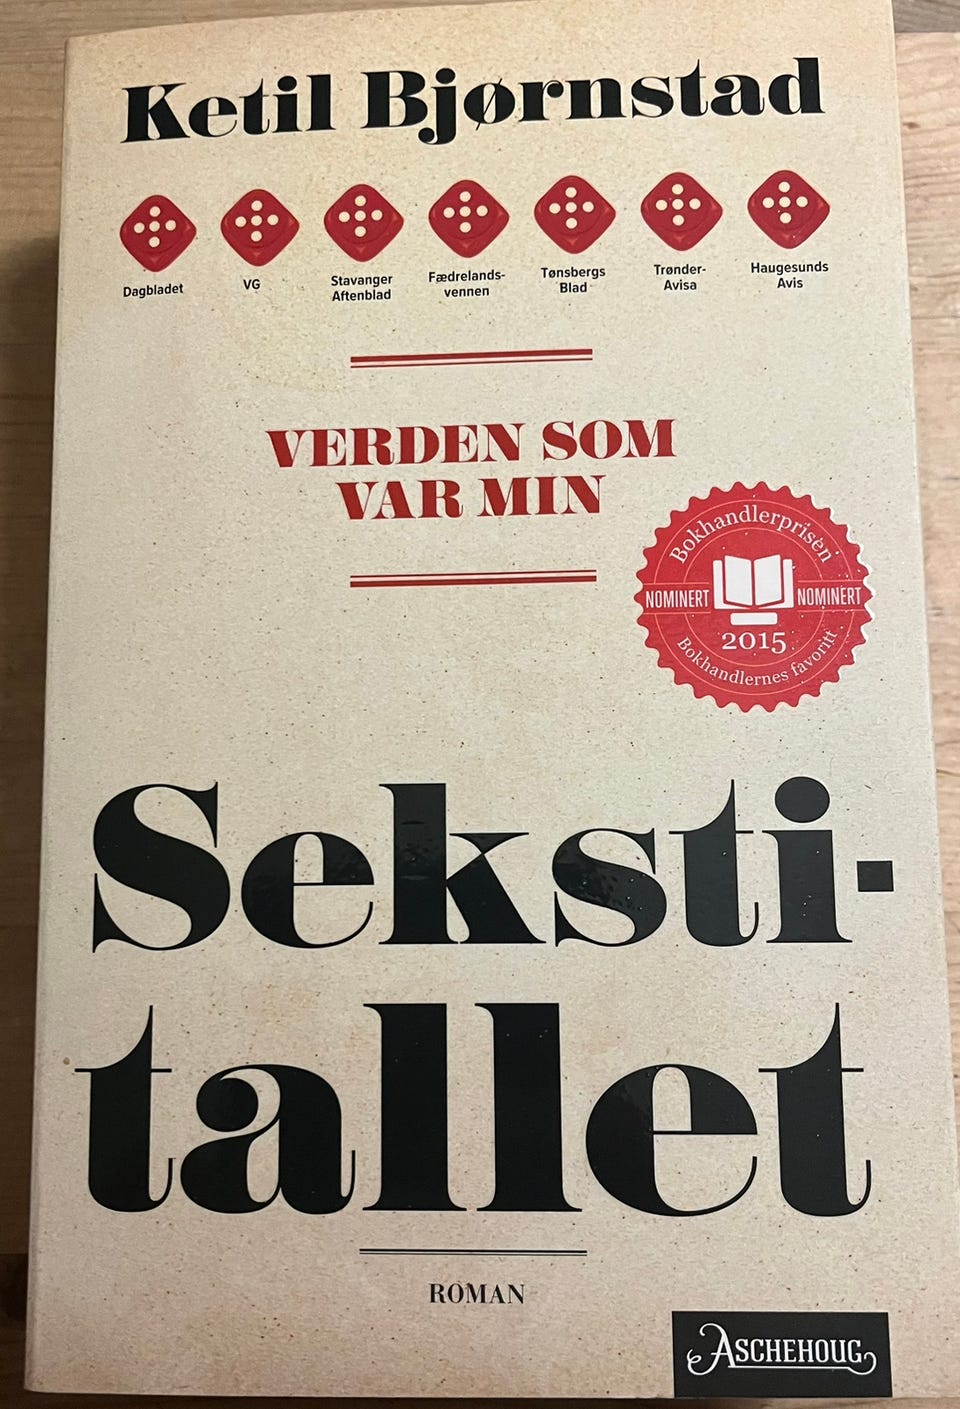 Ketil Bjørnstad
Dagbladet
VG
Stavanger
Aftenblad
Fædrelands-
vennen
Tønsbergs
Blad
Trønder-
Avisa
Haugesunds
Avis
VERDEN SOM
VAR MIN
Bokhandlerprisen
NOMINERT NOMINERT
2015
Bokhandlernes favoritt
Seksti-
tallet
ROMAN
ASCHEHOUG